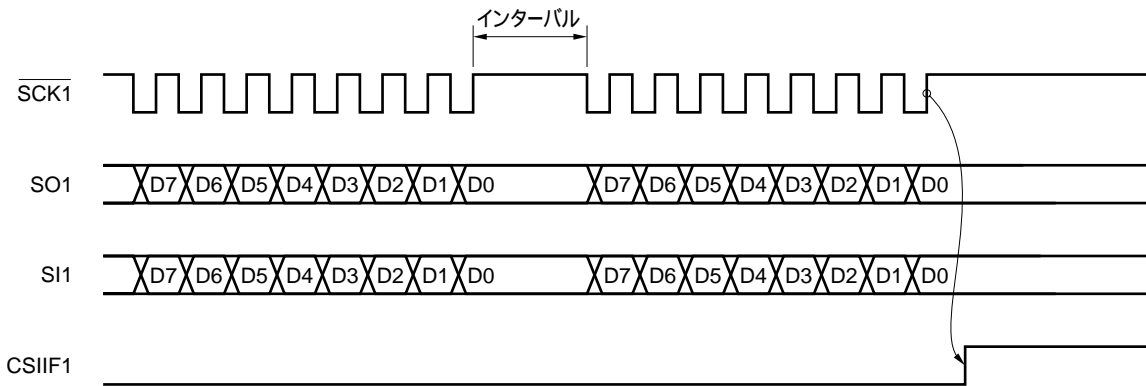 インターバル
SCK1
SO1 D7 D6 D5 D4 D3 D2 D1 D0 D7 D6 D5 D4 D3 D2 D1 D0
SI1 D7 D6 D5 D4 D3 D2 D1 D0 D7 D6 D5 D4 D3 D2 D1 D0
CSIIF1